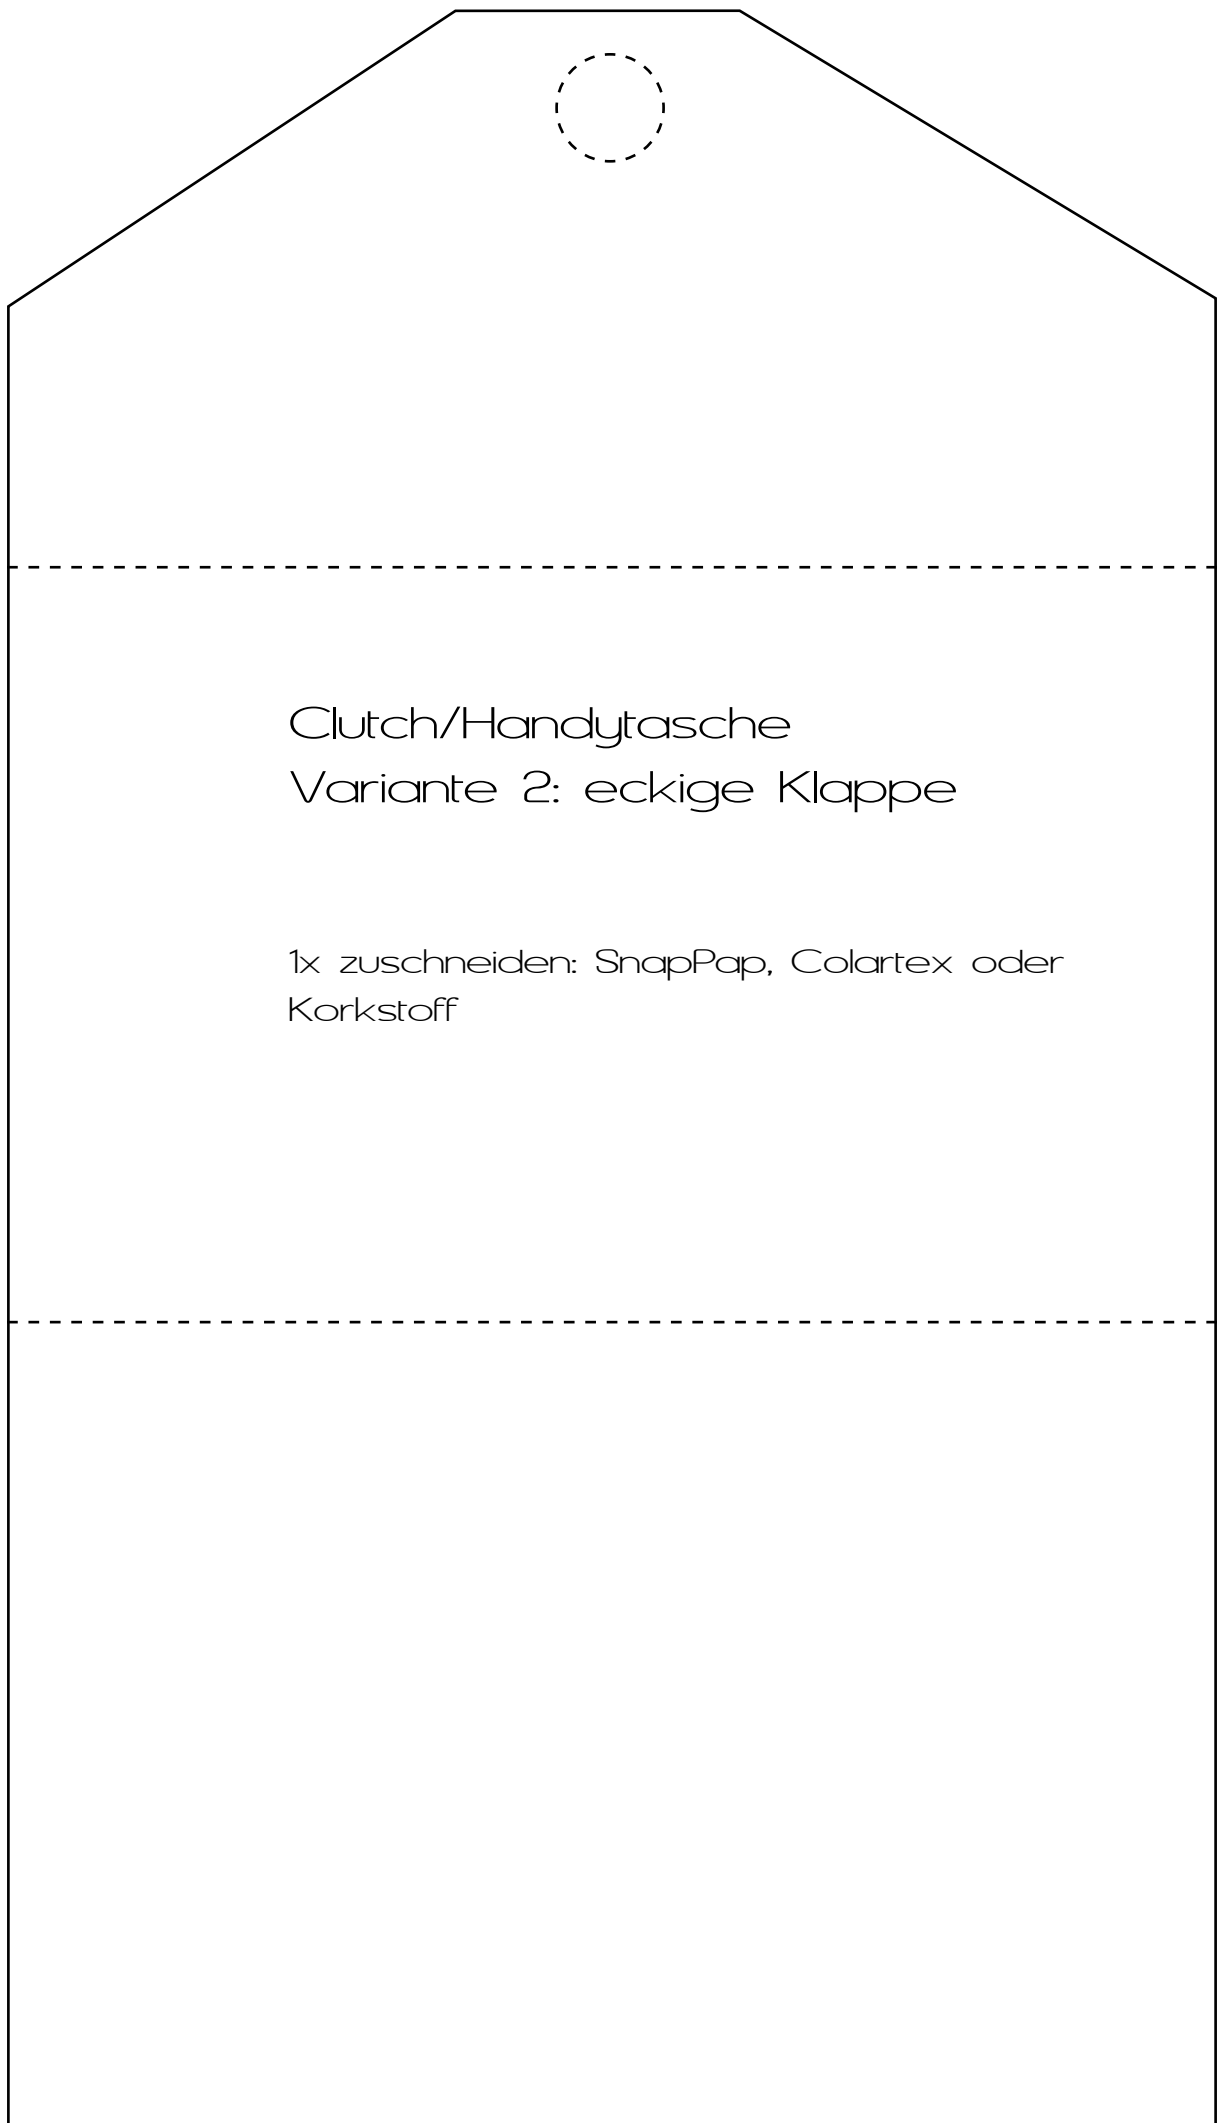 Clutch/Handytasche
Variante 2: eckige Klappe
1x zuschneiden: SnapPap, Colartex oder
Korkstoff